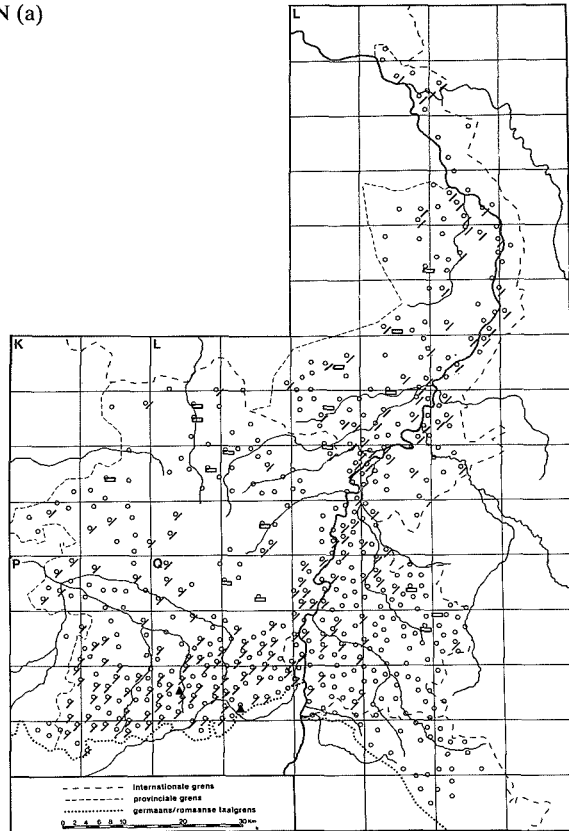 N (a)
L
K L
P Q
internationale grens
provinciale grens
germaans/romaanse taalgrens
0 2 4 6 8 10 20 30 Km